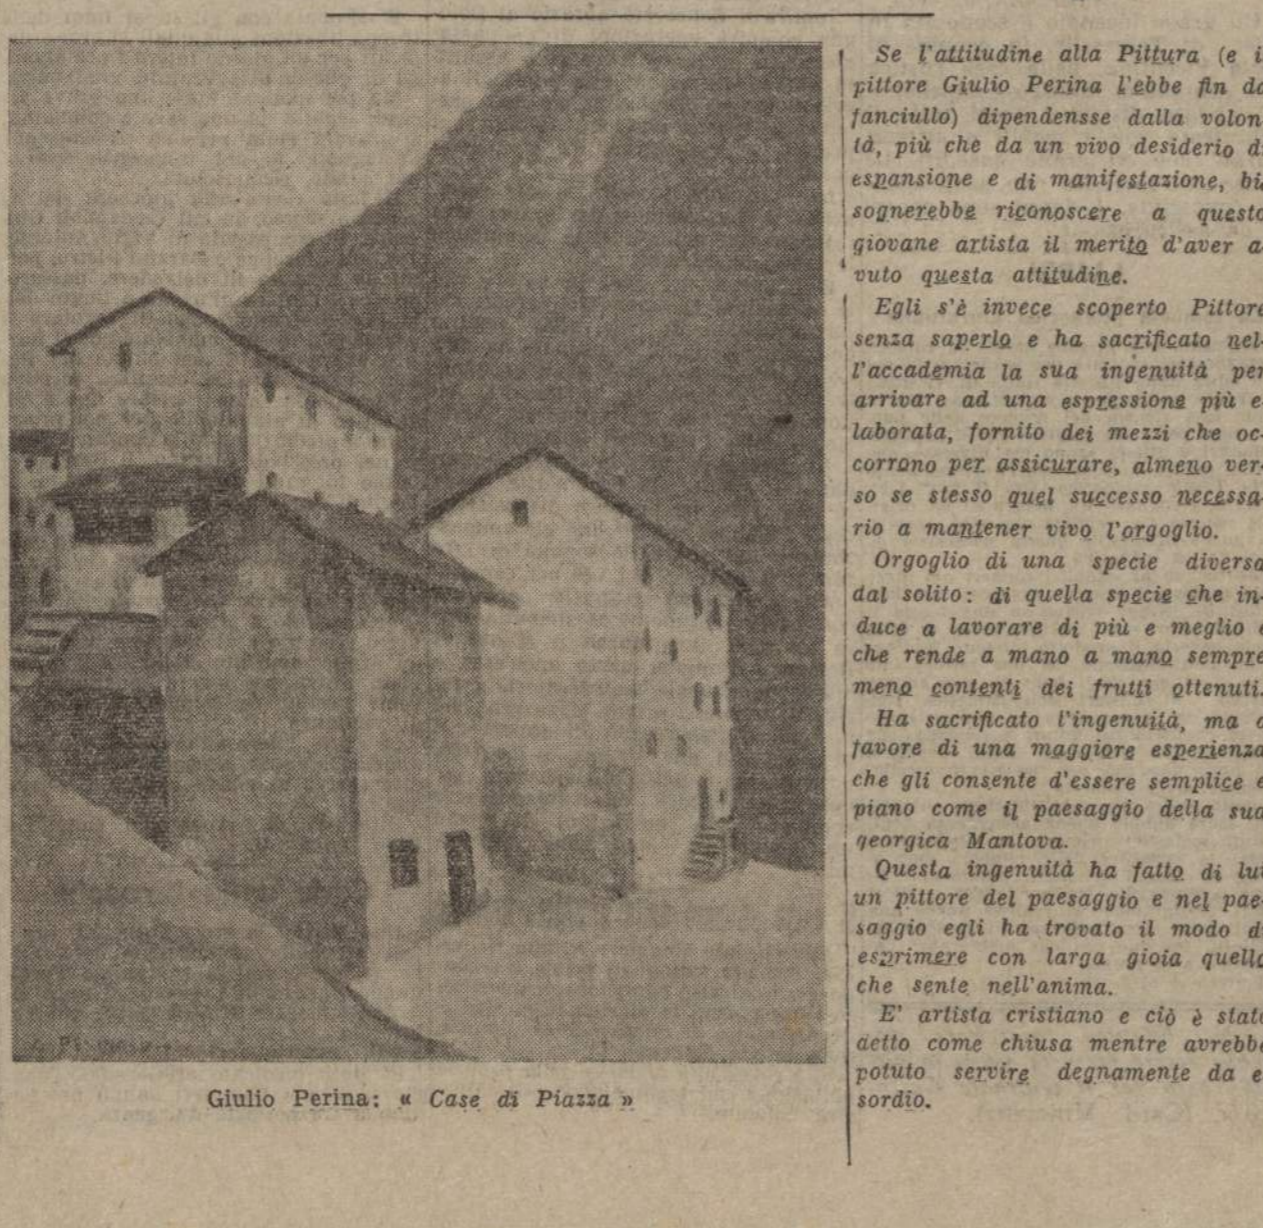 Se l'attitudine alla Pittura (e i
pittore Giulio Perina l'ebbe fin da
fanciullo) dipendensse dalla volon
tà, più che da un vivo desiderio di
espansione e di manifestazione, bi
sognerebbe riconoscere a questo
giovane artista il merito d'aver a
vuto questa attitudine.
Egli s'è invece scoperto Pittore
senza saperlo e ha sacrificato nel-
l'accademia la sua ingenuità per
arrivare ad una espressione più e-
laborata, fornito dei mezzi che oc-
corrono per assicurare, almeno ver-
so se stesso quel successo necessa-
rio a mantener vivo l'orgoglio.
Orgoglio di una specie diversa
dal solito: di quella specie che in-
duce a lavorare di più e meglio e
che rende a mano a mano sempre
meno contenti dei frutti ottenuti.
Ha sacrificato l'ingenuità, ma a
favore di una maggiore esperienza
che gli consente d'essere semplice e
piano come il paesaggio della sua
georgica Mantova.
Questa ingenuità ha fatto di lui
un pittore del paesaggio e nel pae-
saggio egli ha trovato il modo di
esprimere con larga gioia quello
che sente nell'anima.
E' artista cristiano e ciò è stato
detto come chiusa mentre avrebbe
potuto servire degnamente da e
sordio.
Giulio Perina: « Case di Piazza »